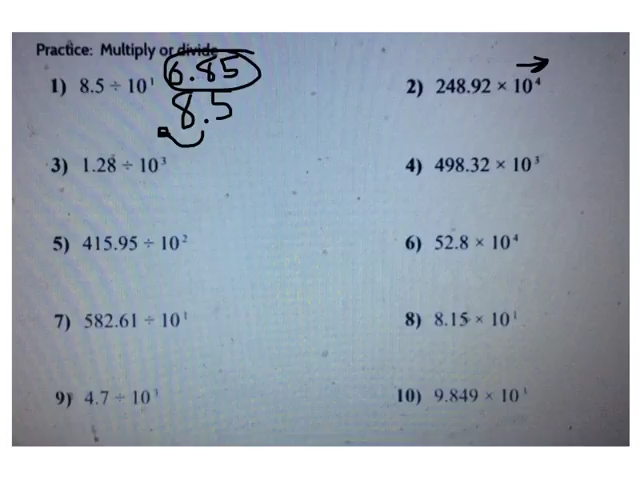 Practice: Multiply or divide
1) 8.5 ÷ 10¹
6.85
8.5
2) 248.92 × 10⁴
3) 1.28 ÷ 10³
4) 498.32 × 10³
5) 415.95 ÷ 10²
6) 52.8 × 10⁴
7) 582.61 ÷ 10¹
8) 8.15 × 10¹
9) 4.7 ÷ 10³
10) 9.849 × 10¹